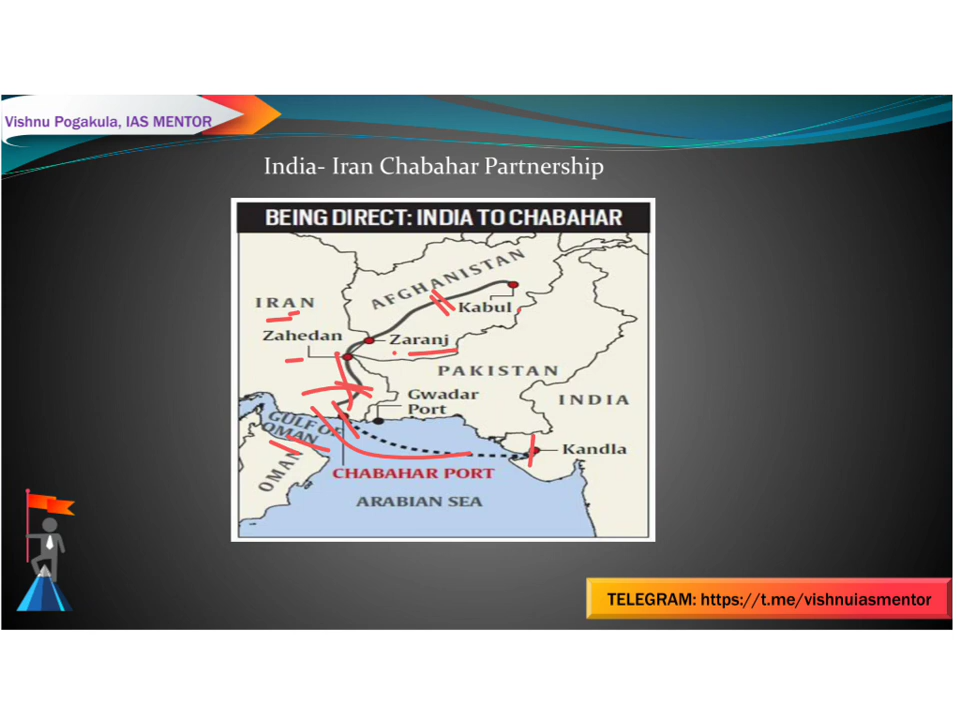 Vishnu Pogakula, IAS MENTOR
India- Iran Chabahar Partnership
BEING DIRECT: INDIA TO CHABAHAR
AFGHANISTAN
IRAN
Kabul
Zahedan
Zaranj
PAKISTAN
Gwadar
Port
INDIA
GULF OF
OMAN
Kandla
OMAN
CHABAHAR PORT
ARABIAN SEA
TELEGRAM: https://t.me/vishnuiasmentor